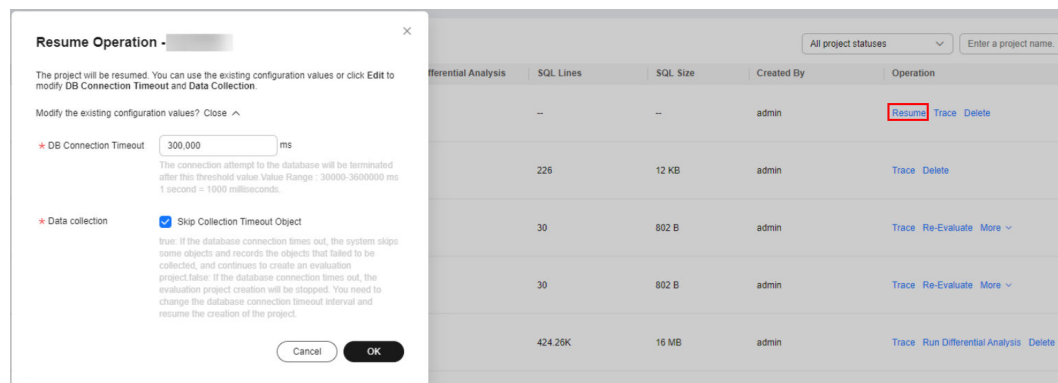 Resume Operation -
The project will be resumed. You can use the existing configuration values or click Edit to
modify DB Connection Timeout and Data Collection.
Modify the existing configuration values? Close
* DB Connection Timeout 300,000 ms
The connection attempt to the database will be terminated
after this threshold value.Value Range : 30000-3600000 ms
1 second = 1000 milliseconds.
* Data collection Skip Collection Timeout Object
true: If the database connection times out, the system skips
some objects and records the objects that failed to be
collected, and continues to create an evaluation
project.false: If the database connection times out, the
evaluation project creation will be stopped. You need to
change the database connection timeout interval and
resume the creation of the project.
Cancel OK
All project statuses Enter a project name.
fferential Analysis SQL Lines SQL Size Created By Operation
-- -- admin Resume Trace Delete
226 12 KB admin Trace Delete
30 802 B admin Trace Re-Evaluate More
30 802 B admin Trace Re-Evaluate More
424.26K 16 MB admin Trace Run Differential Analysis Delete